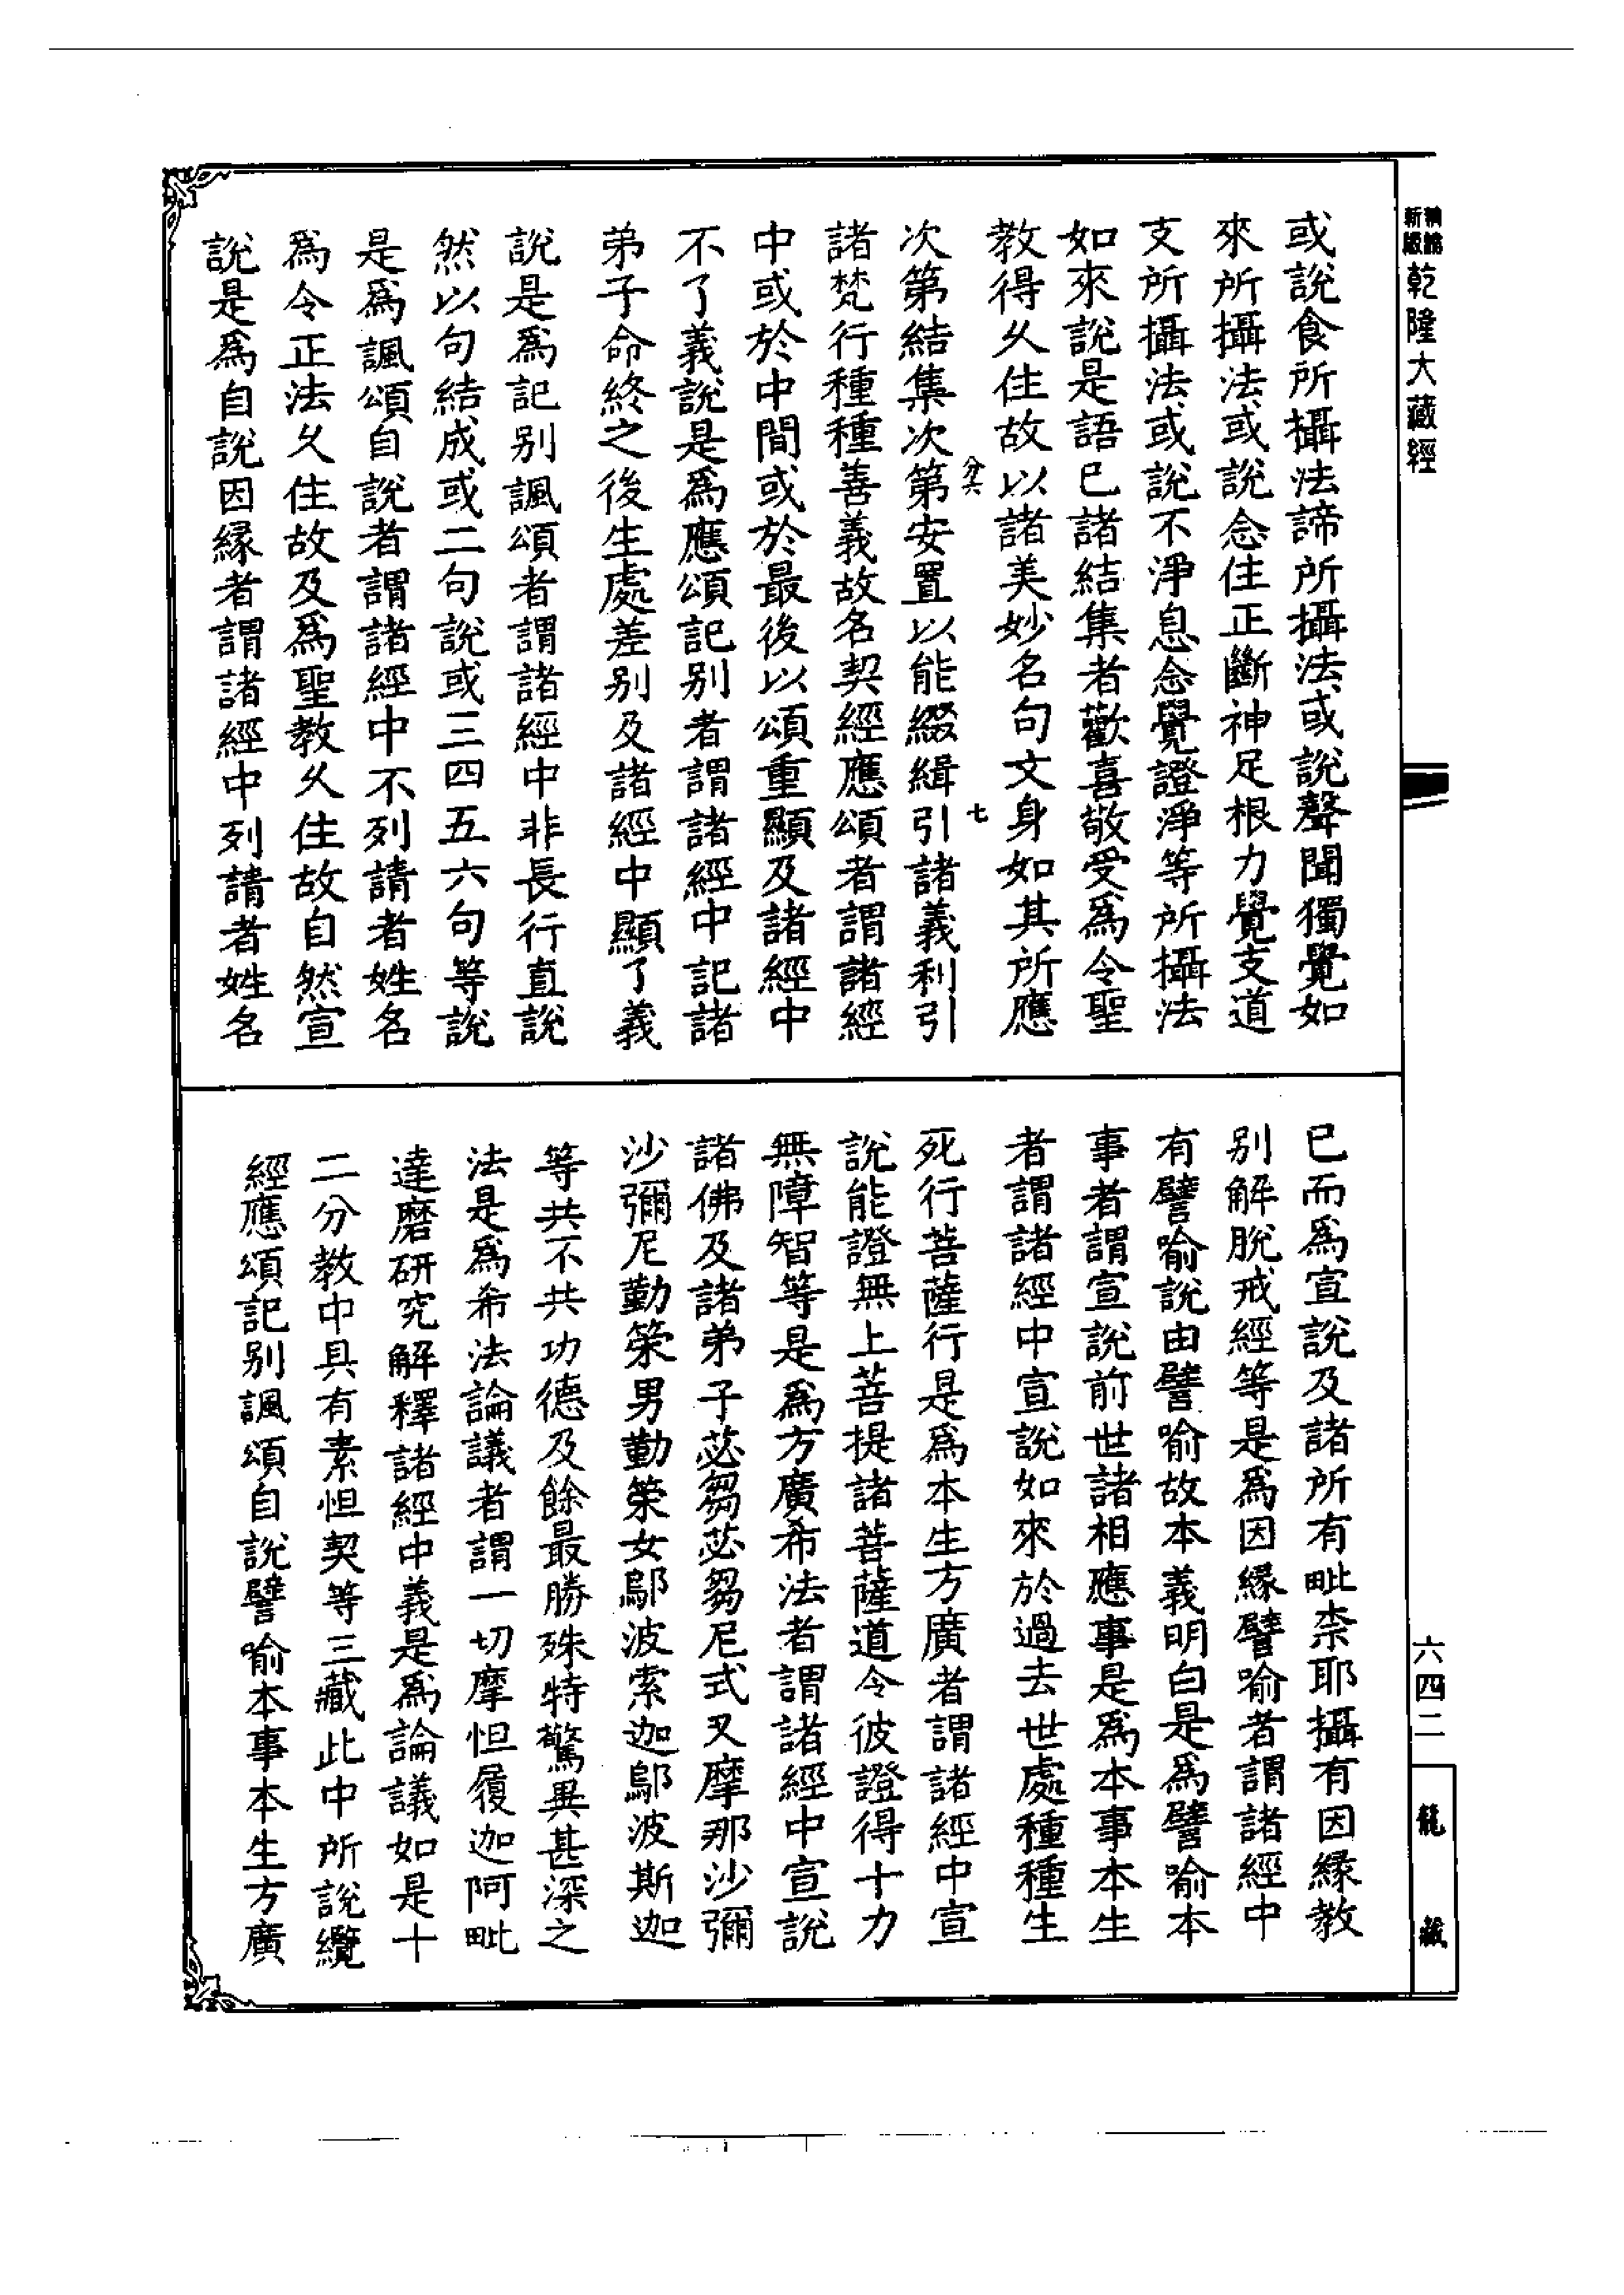 新編縮版乾隆大藏經
或說食所攝法諦所攝法或說聲聞獨覺如
來所攝法或說念住正斷神足根力覺支道
支所攝法或說不淨息念覺證淨等所攝法
如來說是語已諸結集者歡喜敬受爲令聖
教得久住故以諸美妙名句文身如其所應
分六
七
次第結集次第安置以能綴緝引諸義利引
諸梵行種種善義故名契經應頌者謂諸經
中或於中間或於最後以頌重顯及諸經中
不了義說是爲應頌記別者謂諸經中記諸
弟子命終之後生處差別及諸經中顯了義
說是爲記別諷頌者謂諸經中非長行直說
然以句結成或二句說或三四五六句等說
是爲諷頌自說者謂諸經中不列請者姓名
爲令正法久住故及爲聖教久住故自然宣
說是爲自說因緣者謂諸經中列請者姓名
已而爲宣說及諸所有毗柰耶攝有因緣教
別解脫戒經等是爲因緣譬喻者謂諸經中
有譬喻說由譬喻故本義明白是爲譬喻本
事者謂宣說前世諸相應事是爲本事本生
者謂諸經中宣說如來於過去世處種種生
死行菩薩行是爲本生方廣者謂諸經中宣
說能證無上菩提諸菩薩道令彼證得十力
無障智等是爲方廣希法者謂諸經中宣說
諸佛及諸弟子苾芻苾芻尼式叉摩那沙彌
沙彌尼勤策男勤策女鄔波索迦鄔波斯迦
等共不共功德及餘最勝殊特驚異甚深之
法是爲希法論議者謂一切摩怛履迦阿毗
達磨研究解釋諸經中義是爲論議如是十
二分教中具有素怛契等三藏此中所說纜
經應頌記別諷頌自說譬喻本事本生方廣
六四二
龍藏